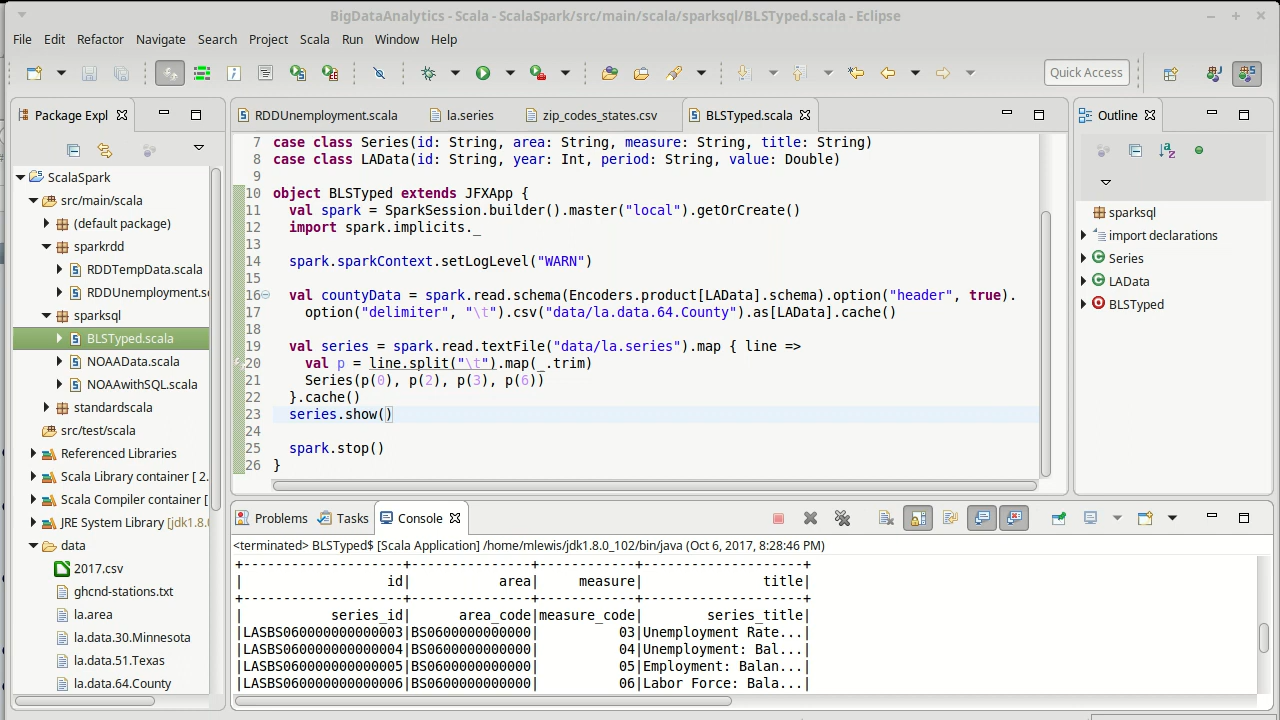 BigDataAnalytics - Scala - ScalaSpark/src/main/scala/sparksql/BLSTyped.scala - Eclipse
File Edit Refactor Navigate Search Project Scala Run Window Help
Quick Access
Package Expl
ScalaSpark
src/main/scala
(default package)
sparkrdd
RDDTempData.scala
RDDUnemployment.sc
sparksql
BLSTyped.scala
NOAAData.scala
NOAAwithSQL.scala
standardscala
src/test/scala
Referenced Libraries
Scala Library container [ 2.
Scala Compiler container [
JRE System Library [jdk1.8.0
data
2017.csv
ghcnd-stations.txt
la.area
la.data.30.Minnesota
la.data.51.Texas
la.data.64.County
RDDUnemployment.scala la.series zip_codes_states.csv BLSTyped.scala
7 case class Series(id: String, area: String, measure: String, title: String)
8 case class LAData(id: String, year: Int, period: String, value: Double)
9
10 object BLSTyped extends JFXApp {
11 val spark = SparkSession.builder().master("local").getOrCreate()
12 import spark.implicits._
13
14 spark.sparkContext.setLogLevel("WARN")
15
16 val countyData = spark.read.schema(Encoders.product[LAData].schema).option("header", true).
17 option("delimiter", "\t").csv("data/la.data.64.County").as[LAData].cache()
18
19 val series = spark.read.textFile("data/la.series").map { line =>
20 val p = line.split("\t").map(_.trim)
21 Series(p(0), p(2), p(3), p(6))
22 }.cache()
23 series.show()
24
25 spark.stop()
26 }
Outline
sparksql
import declarations
Series
LAData
BLSTyped
Problems Tasks Console
<terminated> BLSTyped$ [Scala Application] /home/mlewis/jdk1.8.0_102/bin/java (Oct 6, 2017, 8:28:46 PM)
+--------------------+---------------+------------+--------------------+
| id| area| measure| title|
+--------------------+---------------+------------+--------------------+
| series_id| area_code|measure_code| series_title|
|LASBS060000000000003|BS0600000000000| 03|Unemployment Rate...|
|LASBS060000000000004|BS0600000000000| 04|Unemployment: Bal...|
|LASBS060000000000005|BS0600000000000| 05|Employment: Balan...|
|LASBS060000000000006|BS0600000000000| 06|Labor Force: Bala...|